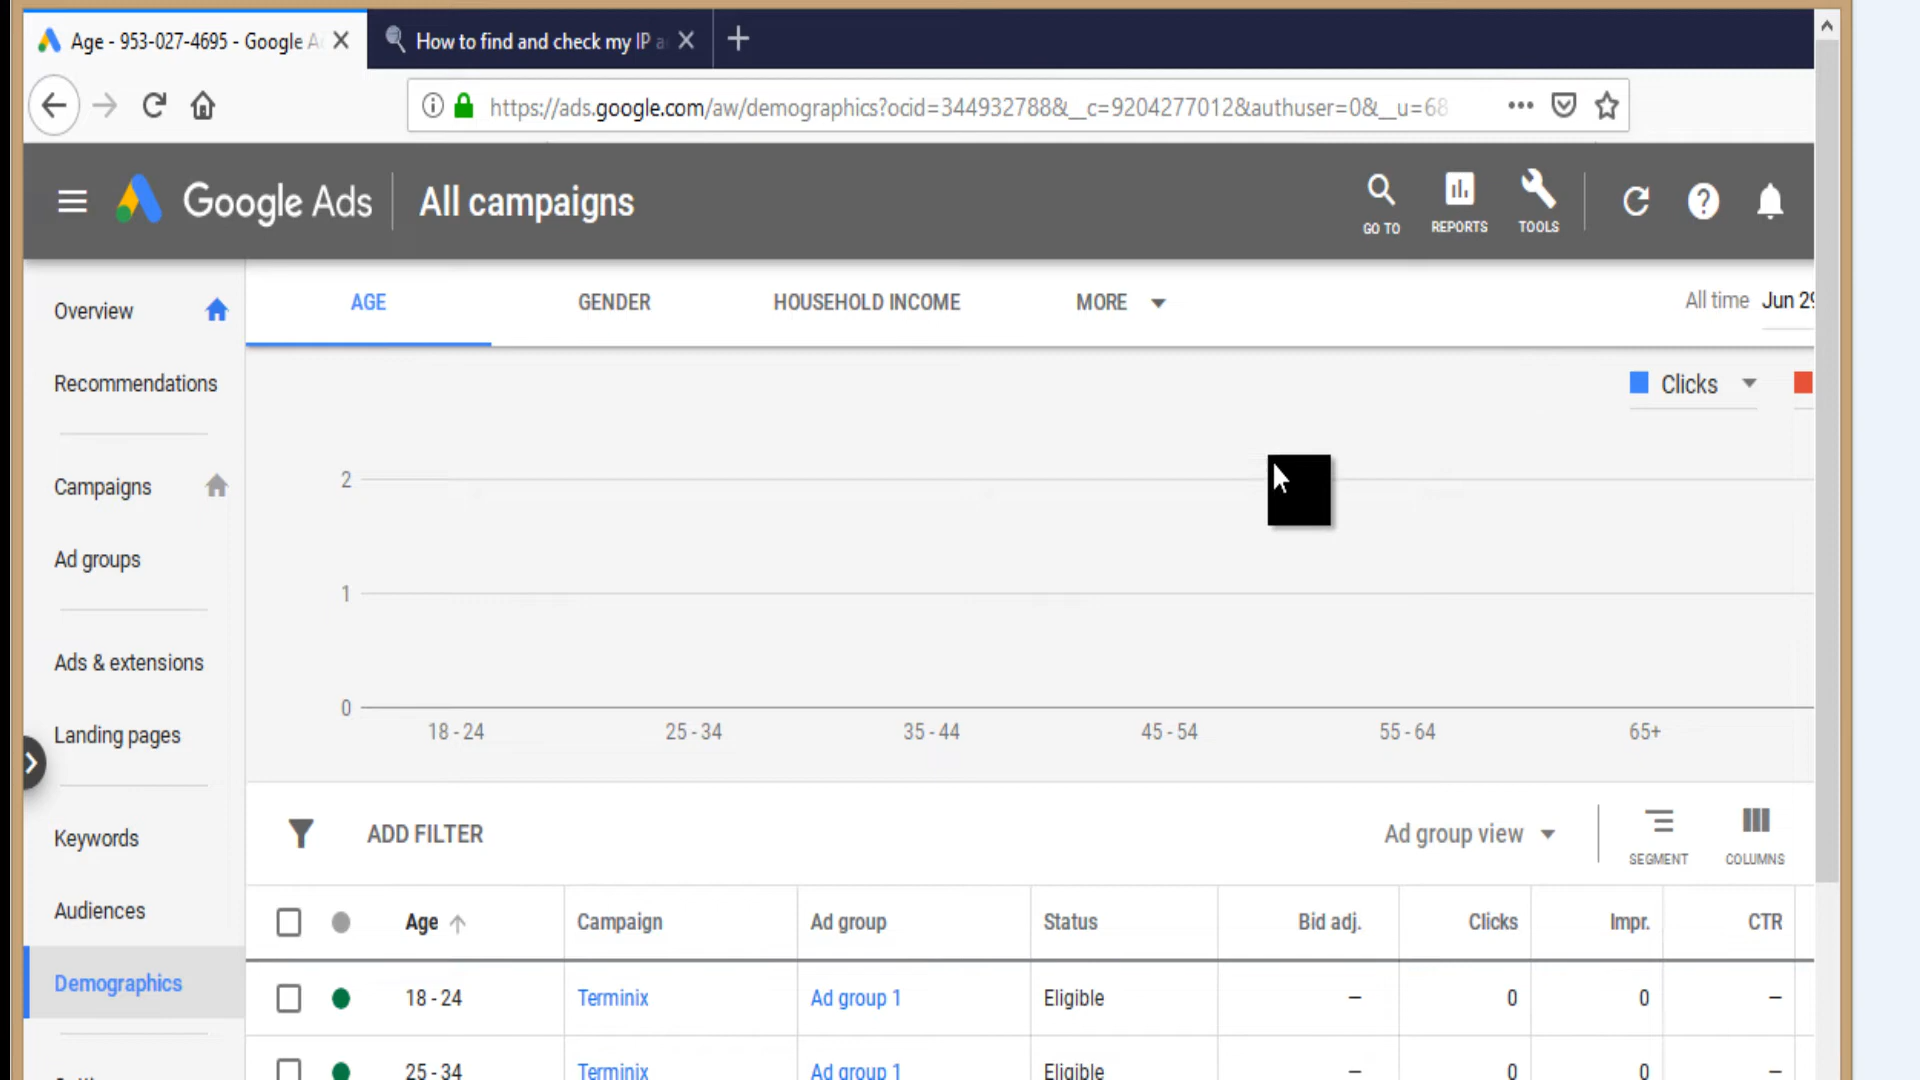 Age - 953-027-4695 - Google A
How to find and check my IP a
https://ads.google.com/aw/demographics?ocid=344932788&__c=9204277012&authuser=0&__u=68
Google Ads
All campaigns
GO TO
REPORTS
TOOLS
Overview
Recommendations
Campaigns
Ad groups
Ads & extensions
Landing pages
Keywords
Audiences
Demographics
AGE
GENDER
HOUSEHOLD INCOME
MORE
All time Jun 29
Clicks
2
1
0
18 - 24
25 - 34
35 - 44
45 - 54
55 - 64
65+
ADD FILTER
Ad group view
SEGMENT
COLUMNS
Age Campaign Ad group Status Bid adj. Clicks Impr. CTR
18 - 24 Terminix Ad group 1 Eligible — 0 0 —
25 - 34 Terminix Ad group 1 Eligible — 0 0 —